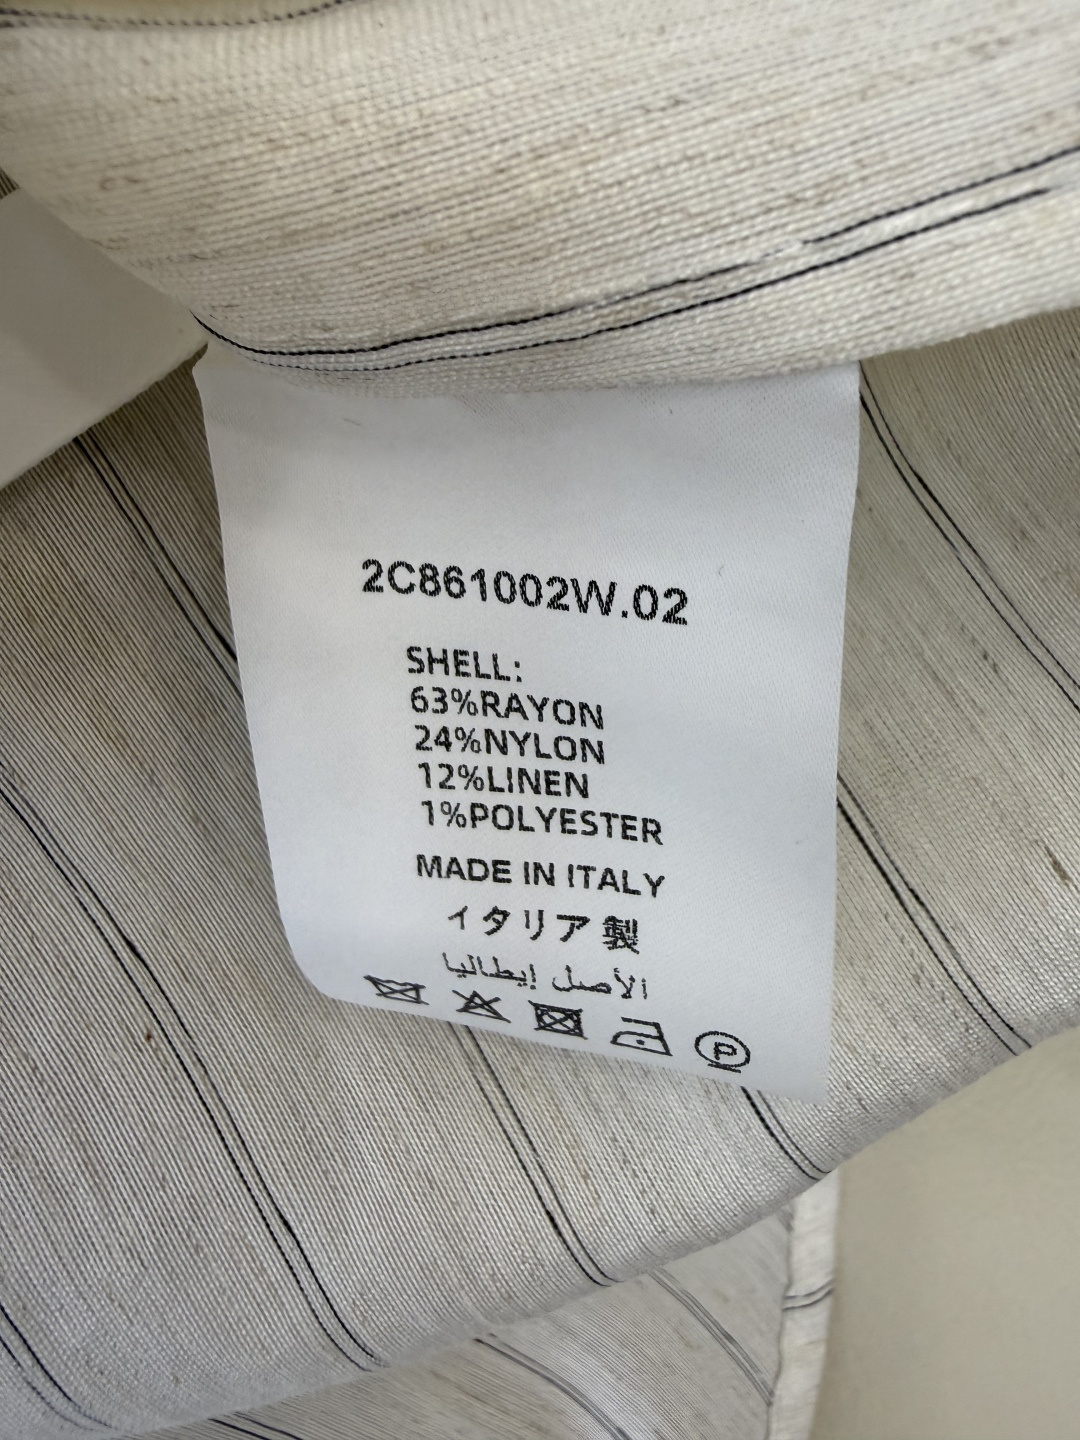 2C861002W.02
SHELL:
63%RAYON
24%NYLON
12%LINEN
1%POLYESTER
MADE IN ITALY
イタリア製
الأصل إيطاليا
P